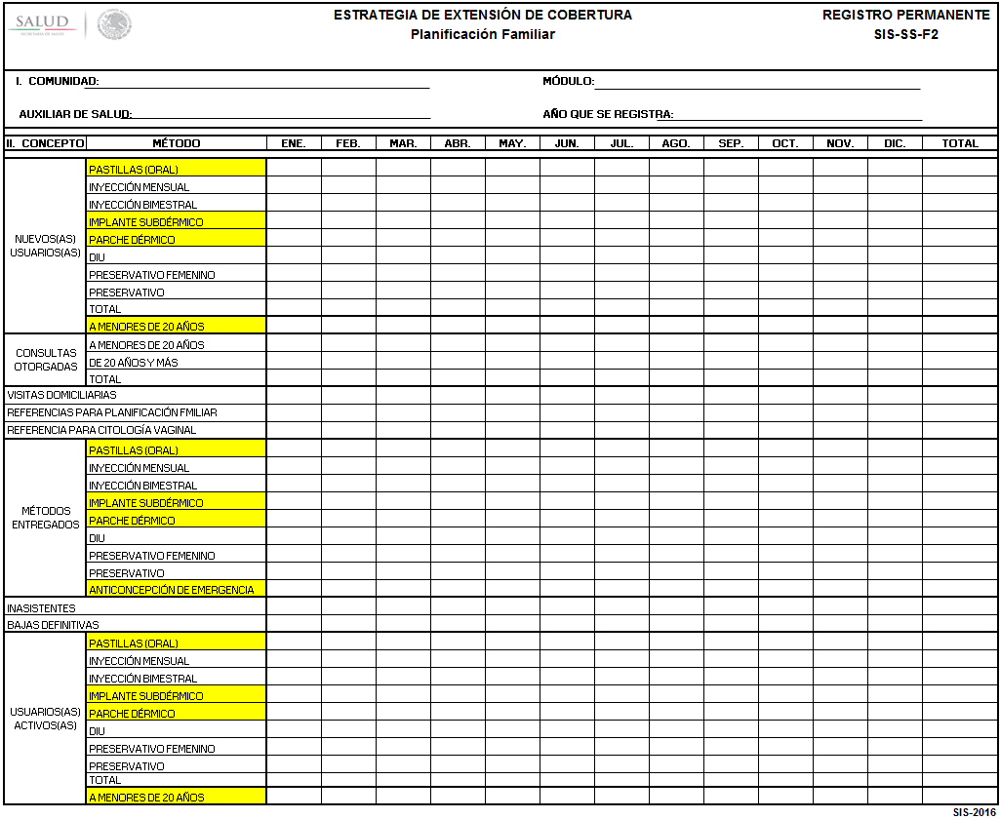 SALUD
SECRETARÍA DE SALUD
ESTRATEGIA DE EXTENSIÓN DE COBERTURA
Planificación Familiar
REGISTRO PERMANENTE
SIS-SS-F2
I. COMUNIDAD:
MÓDULO:
AUXILIAR DE SALUD:
AÑO QUE SE REGISTRA:
II. CONCEPTO MÉTODO ENE. FEB. MAR. ABR. MAY. JUN. JUL. AGO. SEP. OCT. NOV. DIC. TOTAL
NUEVOS(AS)
USUARIOS(AS)
PASTILLAS (ORAL)
INYECCIÓN MENSUAL
INYECCIÓN BIMESTRAL
IMPLANTE SUBDÉRMICO
PARCHE DÉRMICO
DIU
PRESERVATIVO FEMENINO
PRESERVATIVO
TOTAL
A MENORES DE 20 AÑOS
CONSULTAS
OTORGADAS
A MENORES DE 20 AÑOS
DE 20 AÑOS Y MÁS
TOTAL
VISITAS DOMICILIARIAS
REFERENCIAS PARA PLANIFICACIÓN FMILIAR
REFERENCIA PARA CITOLOGÍA VAGINAL
MÉTODOS
ENTREGADOS
PASTILLAS (ORAL)
INYECCIÓN MENSUAL
INYECCIÓN BIMESTRAL
IMPLANTE SUBDÉRMICO
PARCHE DÉRMICO
DIU
PRESERVATIVO FEMENINO
PRESERVATIVO
ANTICONCEPCIÓN DE EMERGENCIA
INASISTENTES
BAJAS DEFINITIVAS
USUARIOS(AS)
ACTIVOS(AS)
PASTILLAS (ORAL)
INYECCIÓN MENSUAL
INYECCIÓN BIMESTRAL
IMPLANTE SUBDÉRMICO
PARCHE DÉRMICO
DIU
PRESERVATIVO FEMENINO
PRESERVATIVO
TOTAL
A MENORES DE 20 AÑOS
SIS-2016